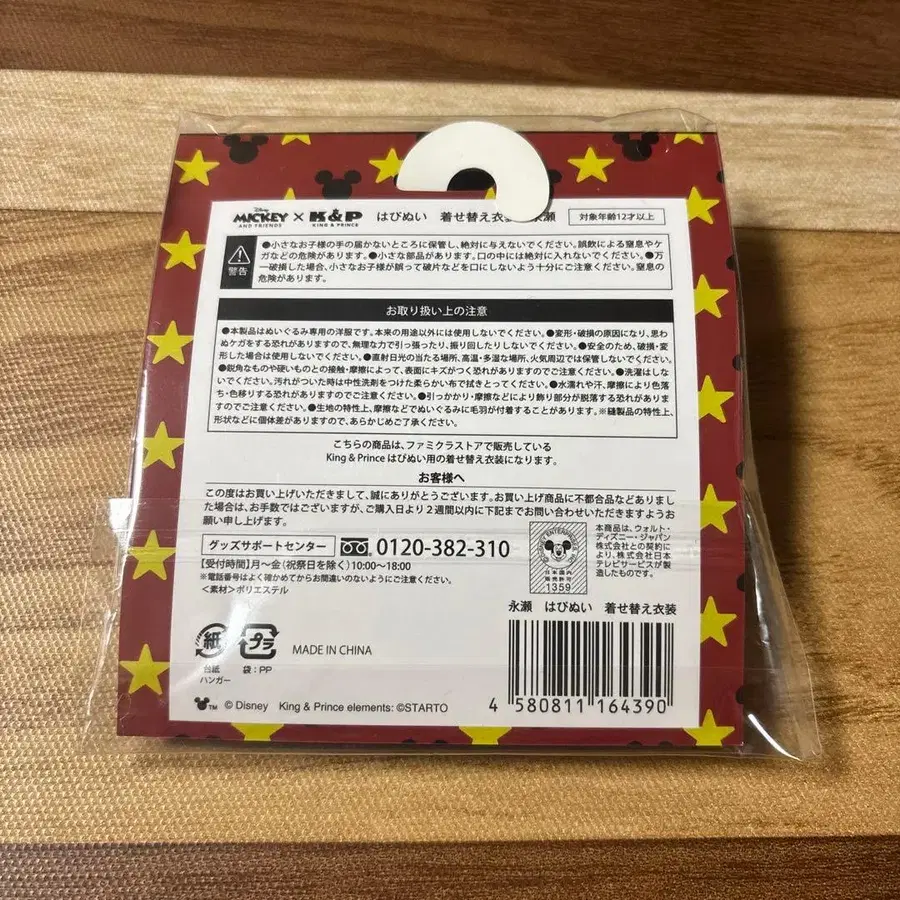 Disney
MICKEY
AND FRIENDS
×
K&P
KING & PRINCE
はぴぬい 着せ替え衣装 永瀬
対象年齢12才以上
警告
●小さなお子様の手の届かないところに保管し、絶対に与えないでください。誤飲による窒息やケ
ガなどの危険があります。●小さな部品があります。口の中には絶対に入れないでください。●万
一破損した場合、小さなお子様が誤って破片などを口にしないよう十分にご注意ください。窒息の
危険があります。
お取り扱い上の注意
●本製品はぬいぐるみ専用の洋服です。本来の用途以外には使用しないでください。●変形・破損の原因になり、思わ
ぬケガをする恐れがありますので、無理な力で引っ張ったり、振り回したりしないでください。●安全のため、破損・変
形した場合は使用しないでください。●直射日光の当たる場所、高温・多湿な場所、火気周辺では保管しないでください。
●鋭角なものや硬いものとの接触・摩擦によって、表面にキズがつく恐れがありますのでご注意ください。●洗濯はしな
いでください。汚れがついた時は中性洗剤をつけた柔らかい布で拭きとってください。●水濡れや汗、摩擦により色落
ち・色移りする恐れがありますのでご注意ください。●引っかかり・摩擦などにより飾り部分が脱落する恐れがあります
のでご注意ください。●生地の特性上、摩擦などでぬいぐるみに毛羽が付着することがあります。※縫製品の特性上、
形状などに個体差がありますので、あらかじめご了承ください。
こちらの商品は、ファミクラストアで販売している
King & Prince はぴぬい用の着せ替え衣装になります。
お客様へ
この度はお買い上げいただきまして、誠にありがとうございます。お買い上げ商品に不都合品などありまし
た場合は、お手数ではございますが、ご購入日より2週間以内に下記までお問い合わせいただきますようお
願い申し上げます。
グッズサポートセンター 0120-382-310
【受付時間】月〜金(祝祭日を除く)10:00〜18:00
※電話番号はよく確かめてからお間違いのないようにご注意ください。
<素材>ポリエステル
日本国内
販売許可
1359
本商品は、ウォルト・
ディズニー・ジャパン
株式会社との契約に
より、株式会社日本
テレビサービスが製
造したものです。
永瀬 はぴぬい 着せ替え衣装
紙
プラ
台紙
ハンガー
袋:PP
MADE IN CHINA
© Disney King & Prince elements: ©STARTO
4 580811 164390